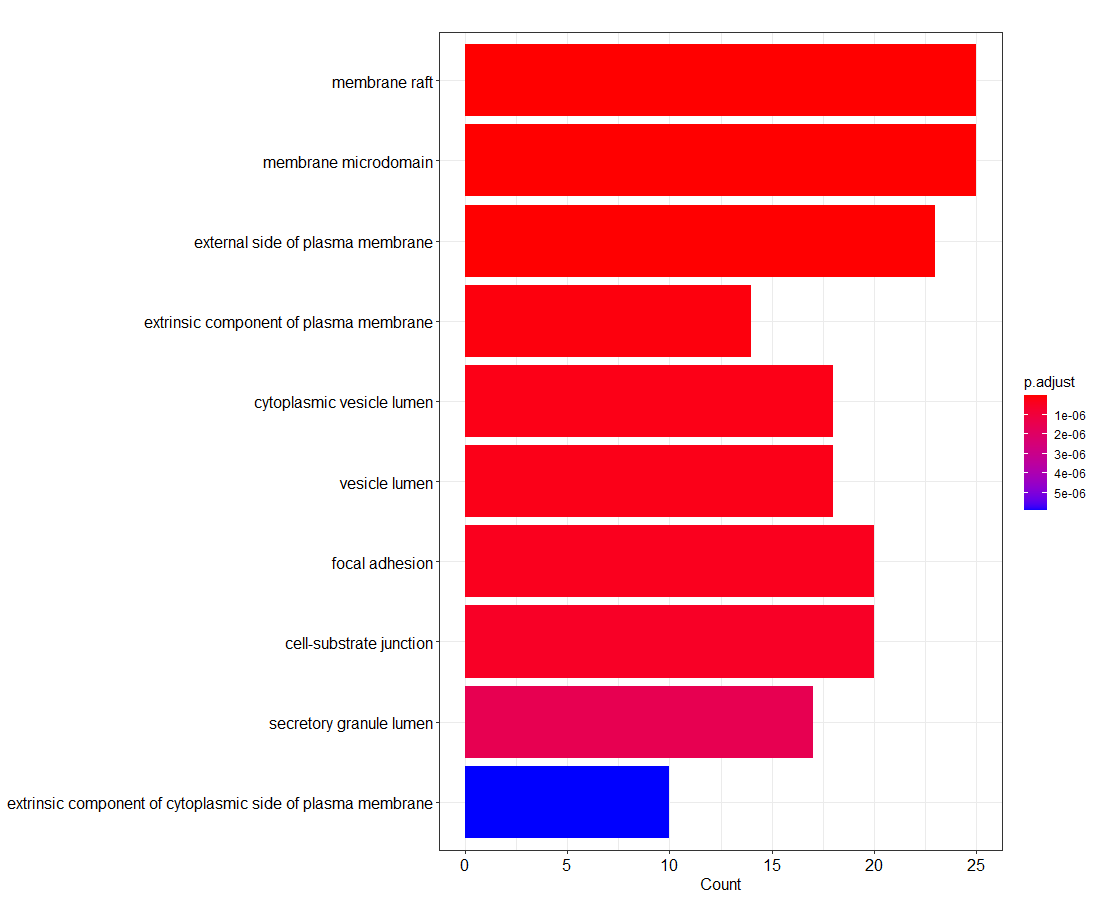 membrane raft
membrane microdomain
external side of plasma membrane
extrinsic component of plasma membrane
cytoplasmic vesicle lumen
vesicle lumen
focal adhesion
cell-substrate junction
secretory granule lumen
extrinsic component of cytoplasmic side of plasma membrane
0 5 10 15 20 25
Count
p.adjust
1e-06
2e-06
3e-06
4e-06
5e-06